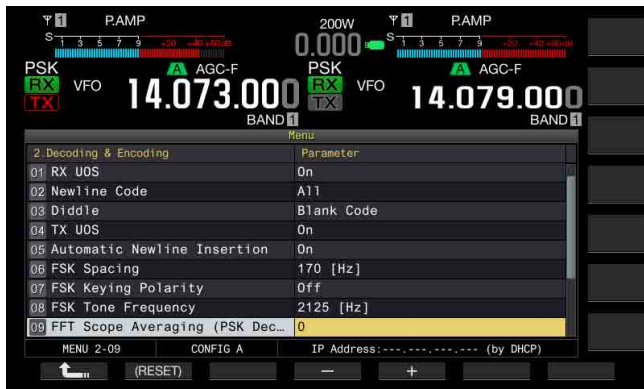 1 P.AMP 200W 1 P.AMP
S 1 3 5 7 9 +20 +40 +60dB 0.000 S 1 3 5 7 9 +20 +40 +60dB
PSK A AGC-F PSK A AGC-F
RX VFO 14.073.000 RX VFO 14.079.000
TX TX
BAND 1 BAND 1
Menu
2.Decoding & Encoding Parameter
01 RX UOS On
02 Newline Code All
03 Diddle Blank Code
04 TX UOS On
05 Automatic Newline Insertion On
06 FSK Spacing 170 [Hz]
07 FSK Keying Polarity Off
08 FSK Tone Frequency 2125 [Hz]
09 FFT Scope Averaging (PSK Dec... 0
MENU 2-09 CONFIG A IP Address:---.---.---.--- (by DHCP)
(RESET) − +